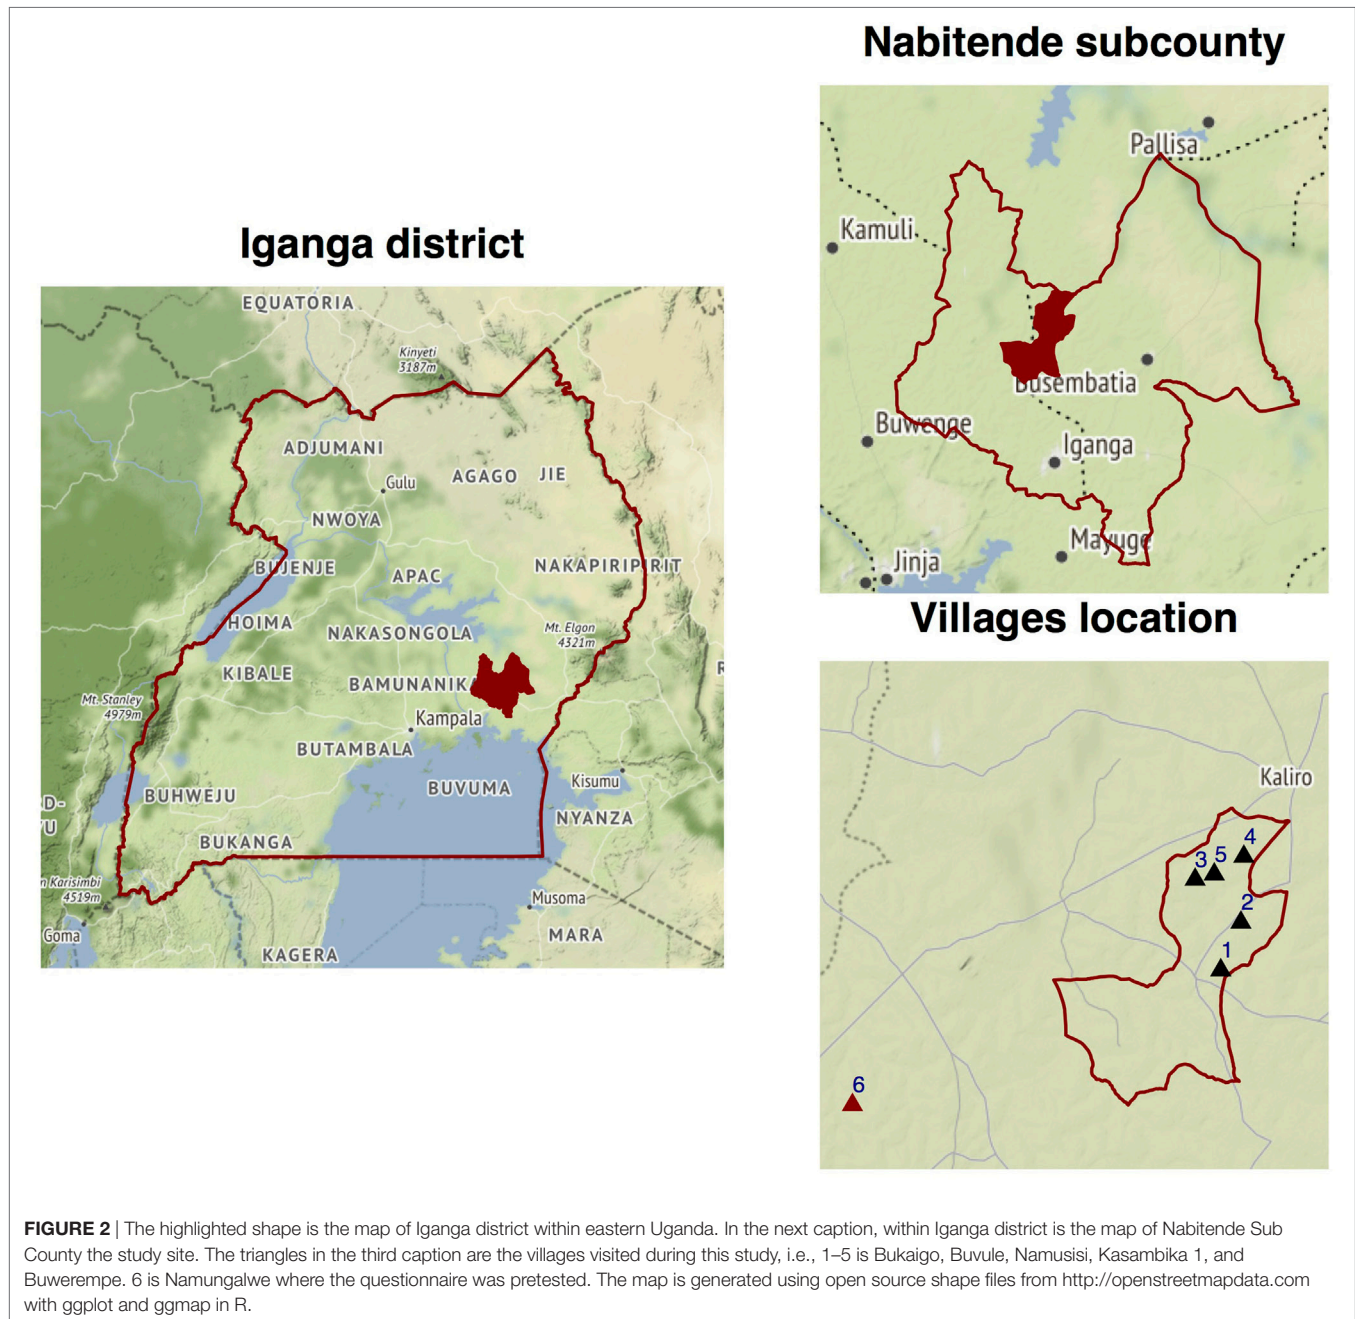 Nabitende subcounty
Pallisa
Kamuli
Busembatia
Buwenge
Iganga
Mayuge
Jinja
Iganga district
EQUATORIA
Kinyeti
3187m
ADJUMANI
AGAGO
JIE
Gulu
NWOYA
BUJENJE
APAC
NAKAPIRIPIRIT
HOIMA
NAKASONGOLA
Mt. Elgon
4321m
KIBALE
BAMUNANIK
Mt. Stanley
4979m
Kampala
BUTAMBALA
BUHWEJU
BUVUMA
Kisumu
NYANZA
BUKANGA
n Karisimbi
4519m
Musoma
Goma
MARA
KAGERA
Villages location
Kaliro
4
3
5
2
1
6
FIGURE 2 | The highlighted shape is the map of Iganga district within eastern Uganda. In the next caption, within Iganga district is the map of Nabitende Sub
County the study site. The triangles in the third caption are the villages visited during this study, i.e., 1–5 is Bukaigo, Buvule, Namusisi, Kasambika 1, and
Buwerempe. 6 is Namungalwe where the questionnaire was pretested. The map is generated using open source shape files from http://openstreetmapdata.com
with ggplot and ggmap in R.